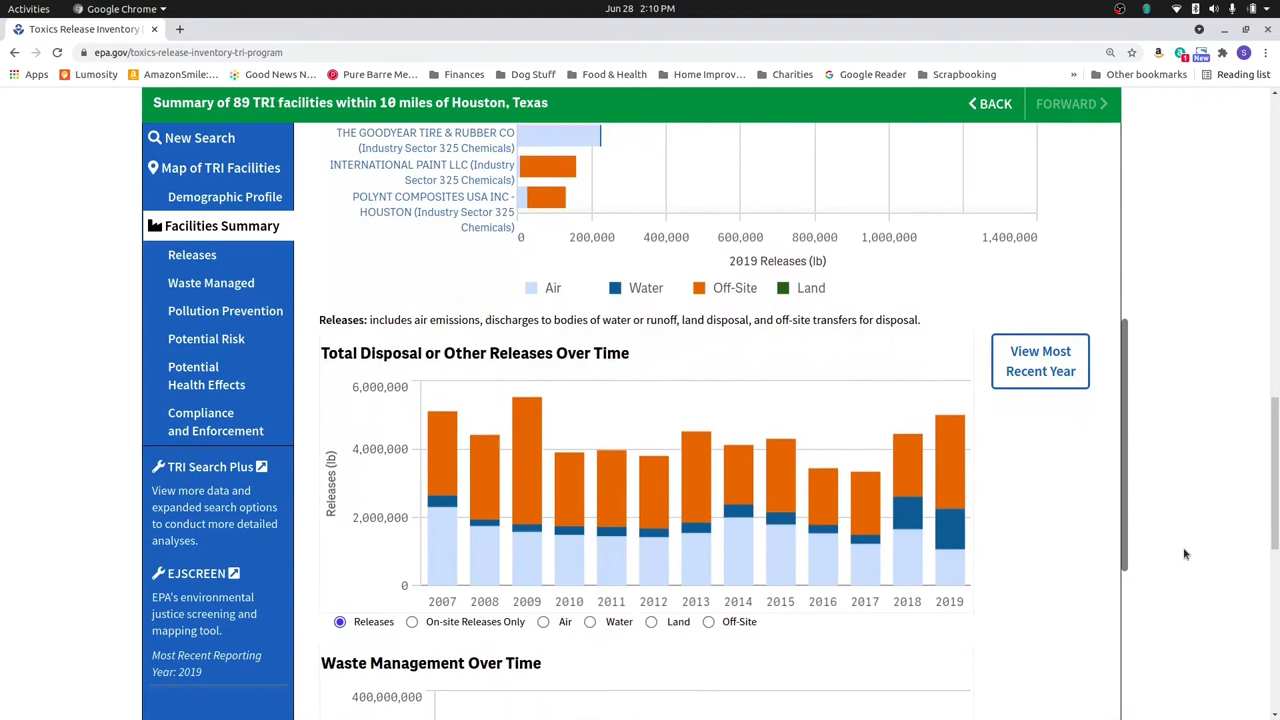 Activities
Google Chrome
Jun 28 2:10 PM
Toxics Release Inventory (
epa.gov/toxics-release-inventory-tri-program
New
S
Apps
Lumosity
AmazonSmile:...
Good News N...
Pure Barre Me...
Finances
Dog Stuff
Food & Health
Home Improv...
Charities
Google Reader
Scrapbooking
»
Other bookmarks
Reading list
Summary of 89 TRI facilities within 10 miles of Houston, Texas
BACK
FORWARD
New Search
Map of TRI Facilities
Demographic Profile
Facilities Summary
Releases
Waste Managed
Pollution Prevention
Potential Risk
Potential
Health Effects
Compliance
and Enforcement
TRI Search Plus
View more data and
expanded search options
to conduct more detailed
analyses.
EJSCREEN
EPA's environmental
justice screening and
mapping tool.
Most Recent Reporting
Year: 2019
THE GOODYEAR TIRE & RUBBER CO
(Industry Sector 325 Chemicals)
INTERNATIONAL PAINT LLC (Industry
Sector 325 Chemicals)
POLYNT COMPOSITES USA INC -
HOUSTON (Industry Sector 325
Chemicals)
0 200,000 400,000 600,000 800,000 1,000,000 1,400,000
2019 Releases (lb)
Air Water Off-Site Land
Releases: includes air emissions, discharges to bodies of water or runoff, land disposal, and off-site transfers for disposal.
Total Disposal or Other Releases Over Time
View Most
Recent Year
6,000,000
4,000,000
2,000,000
0
Releases (lb)
2007 2008 2009 2010 2011 2012 2013 2014 2015 2016 2017 2018 2019
Releases On-site Releases Only Air Water Land Off-Site
Waste Management Over Time
400,000,000